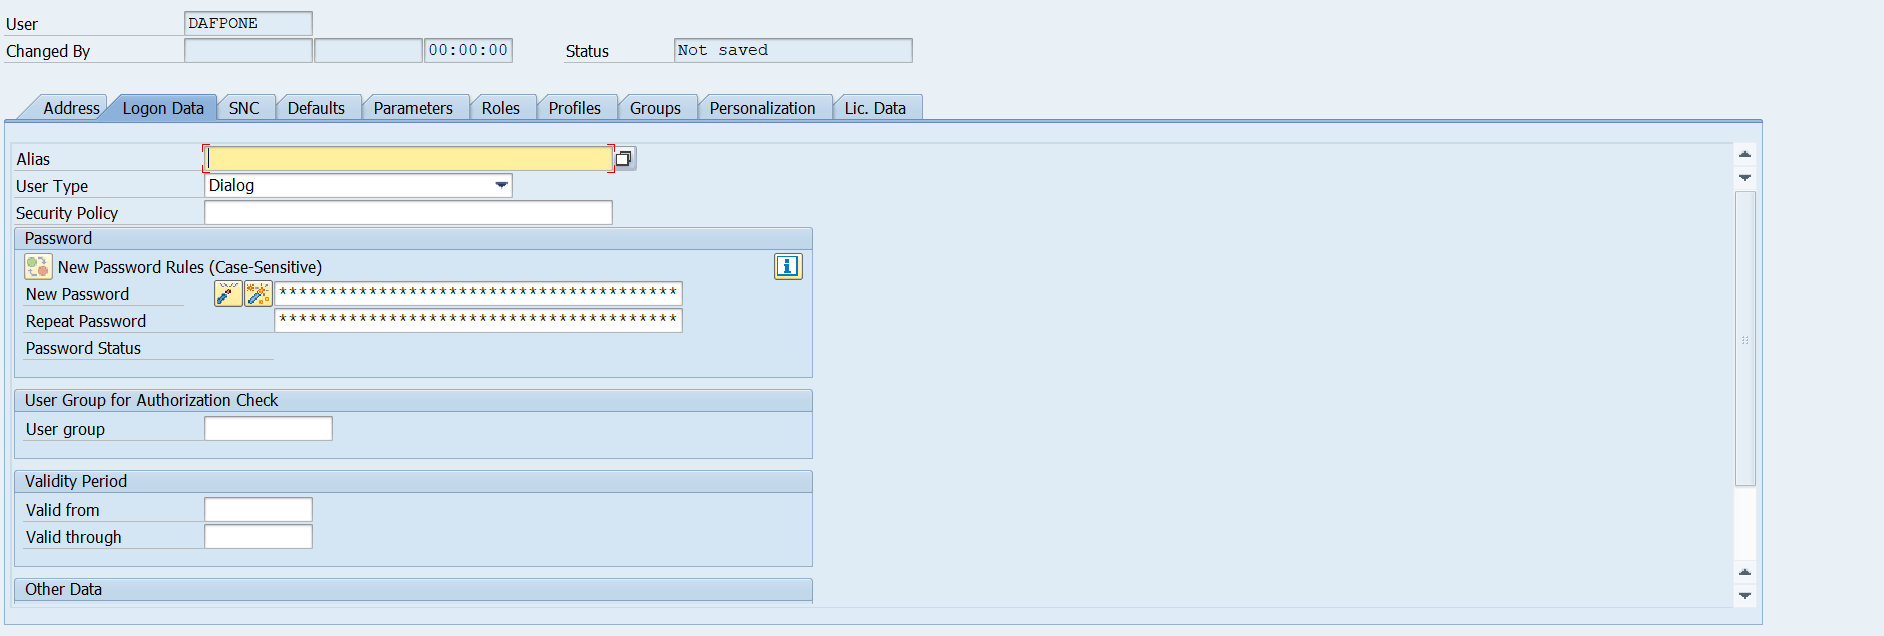 User DAFPONE
Changed By 00:00:00 Status Not saved
Address Logon Data SNC Defaults Parameters Roles Profiles Groups Personalization Lic. Data
Alias
User Type Dialog
Security Policy
Password
New Password Rules (Case-Sensitive)
New Password ****************************************
Repeat Password ****************************************
Password Status
User Group for Authorization Check
User group
Validity Period
Valid from
Valid through
Other Data